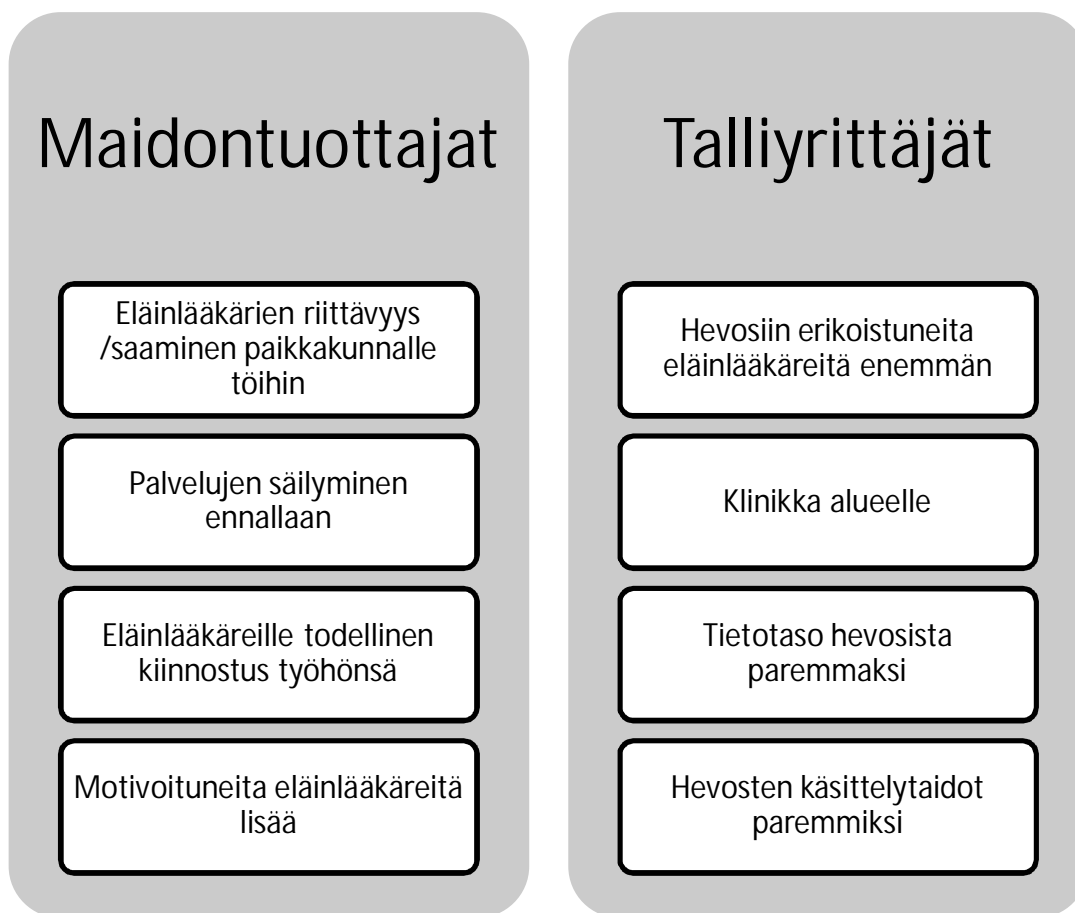 Maidontuottajat
Eläinlääkärien riittävyys
/saaminen paikkakunnalle
töihin
Palvelujen säilyminen
ennallaan
Eläinlääkäreille todellinen
kiinnostus työhönsä
Motivoituneita eläinlääkäreitä
lisää
Talliyrittäjät
Hevosiin erikoistuneita
eläinlääkäreitä enemmän
Klinikka alueelle
Tietotaso hevosista
paremmaksi
Hevosten käsittelytaidot
paremmiksi